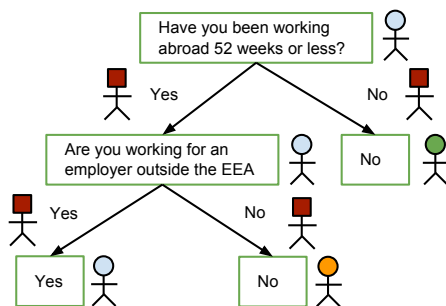 Have you been working
abroad 52 weeks or less?
Yes
No
Are you working for an
employer outside the EEA
No
Yes
No
Yes
No